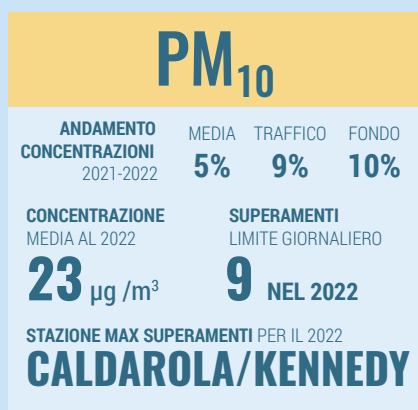 PM10
ANDAMENTO CONCENTRAZIONI 2021-2022
MEDIA TRAFFICO FONDO
5% 9% 10%
CONCENTRAZIONE
MEDIA AL 2022
23 µg /m³
SUPERAMENTI
LIMITE GIORNALIERO
9 NEL 2022
STAZIONE MAX SUPERAMENTI PER IL 2022
CALDAROLA/KENNEDY